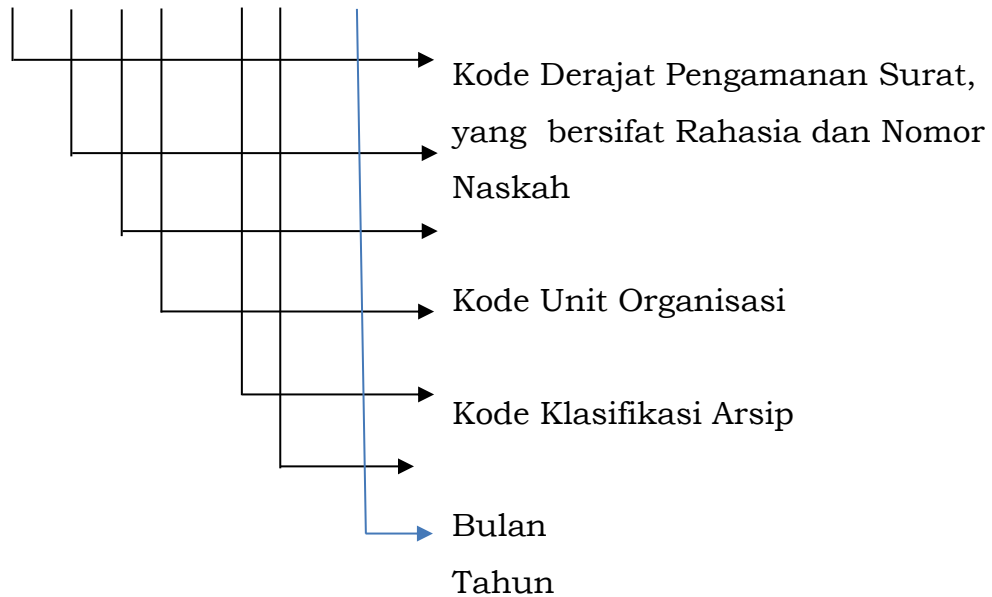 Kode Derajat Pengamanan Surat,
yang bersifat Rahasia dan Nomor
Naskah
Kode Unit Organisasi
Kode Klasifikasi Arsip
Bulan
Tahun